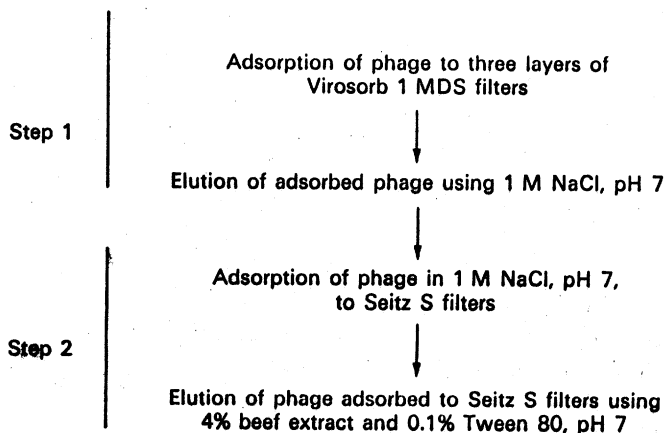 Adsorption of phage to three layers of
Virosorb 1 MDS filters
Step 1
Elution of adsorbed phage using 1 M NaCl, pH 7
Adsorption of phage in 1 M NaCl, pH 7,
to Seitz S filters
Step 2
Elution of phage adsorbed to Seitz S filters using
4% beef extract and 0.1% Tween 80, pH 7